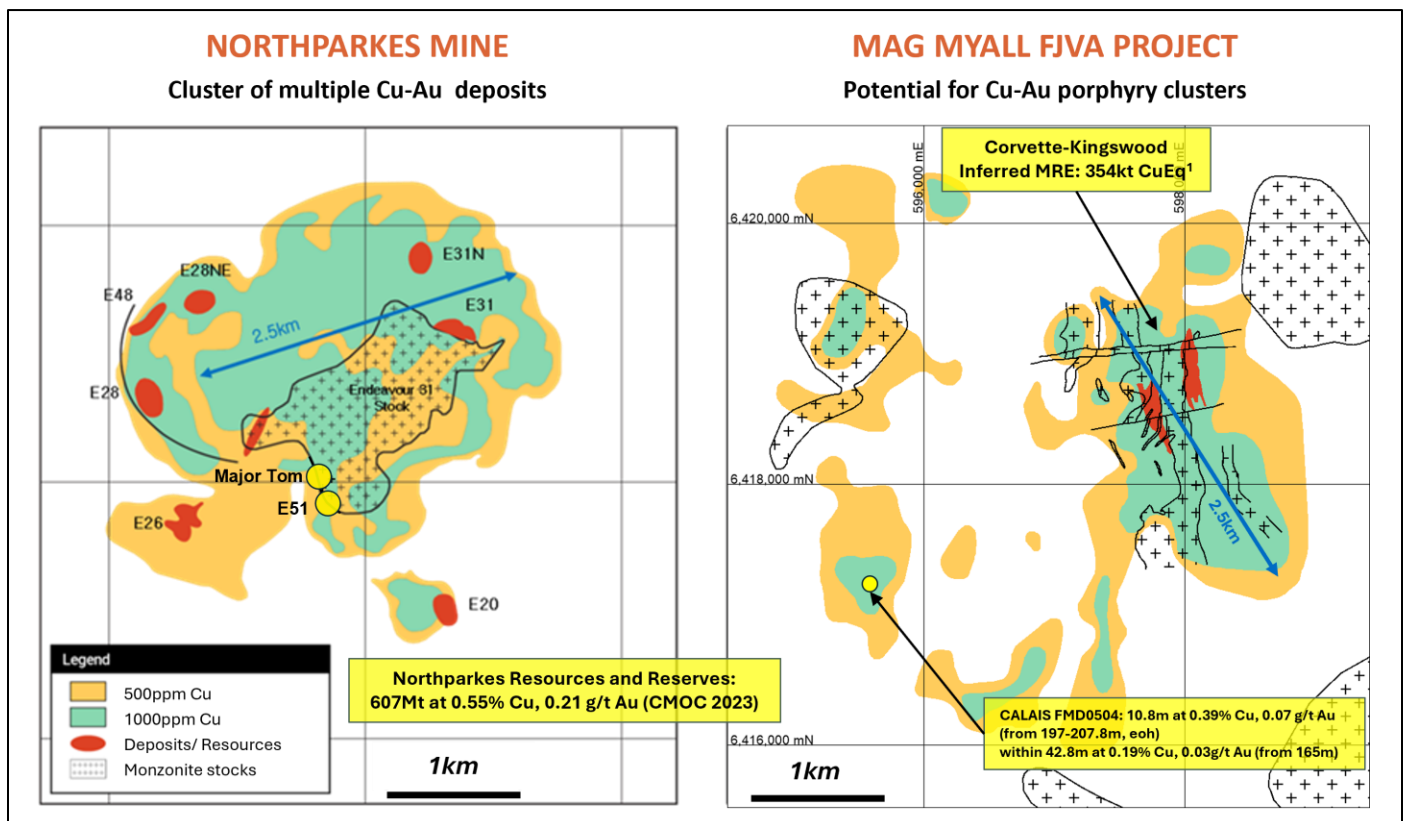 NORTHPARKES MINE
Cluster of multiple Cu-Au deposits
E31N
E28NE
E48
E31
2.5km
E28
Endeavour 31
Stock
Major Tom
E51
E26
E20
Legend
500ppm Cu
1000ppm Cu
Deposits/ Resources
Monzonite stocks
Northparkes Resources and Reserves:
607Mt at 0.55% Cu, 0.21 g/t Au (CMOC 2023)
1km
MAG MYALL FJVA PROJECT
Potential for Cu-Au porphyry clusters
Corvette-Kingswood
Inferred MRE: 354kt CuEq¹
596,000 mE
598,000 mE
6,420,000 mN
6,418,000 mN
2.5km
CALAIS FMD0504: 10.8m at 0.39% Cu, 0.07 g/t Au
(from 197-207.8m, eoh)
within 42.8m at 0.19% Cu, 0.03g/t Au (from 165m)
6,416,000 mN
1km